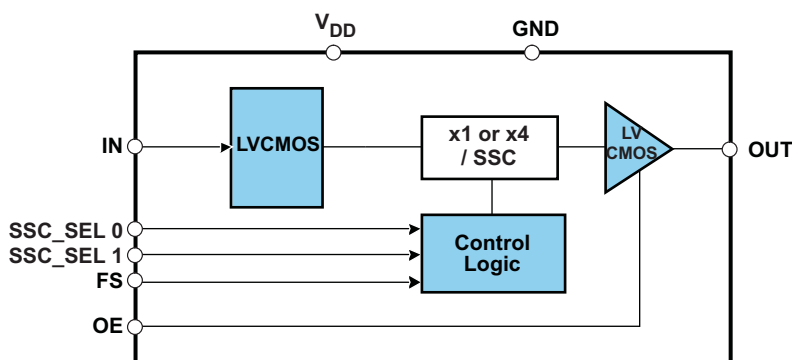 VDD
GND
IN
LVCMOS
x1 or x4
/ SSC
LV
CMOS
OUT
SSC_SEL 0
SSC_SEL 1
FS
Control
Logic
OE